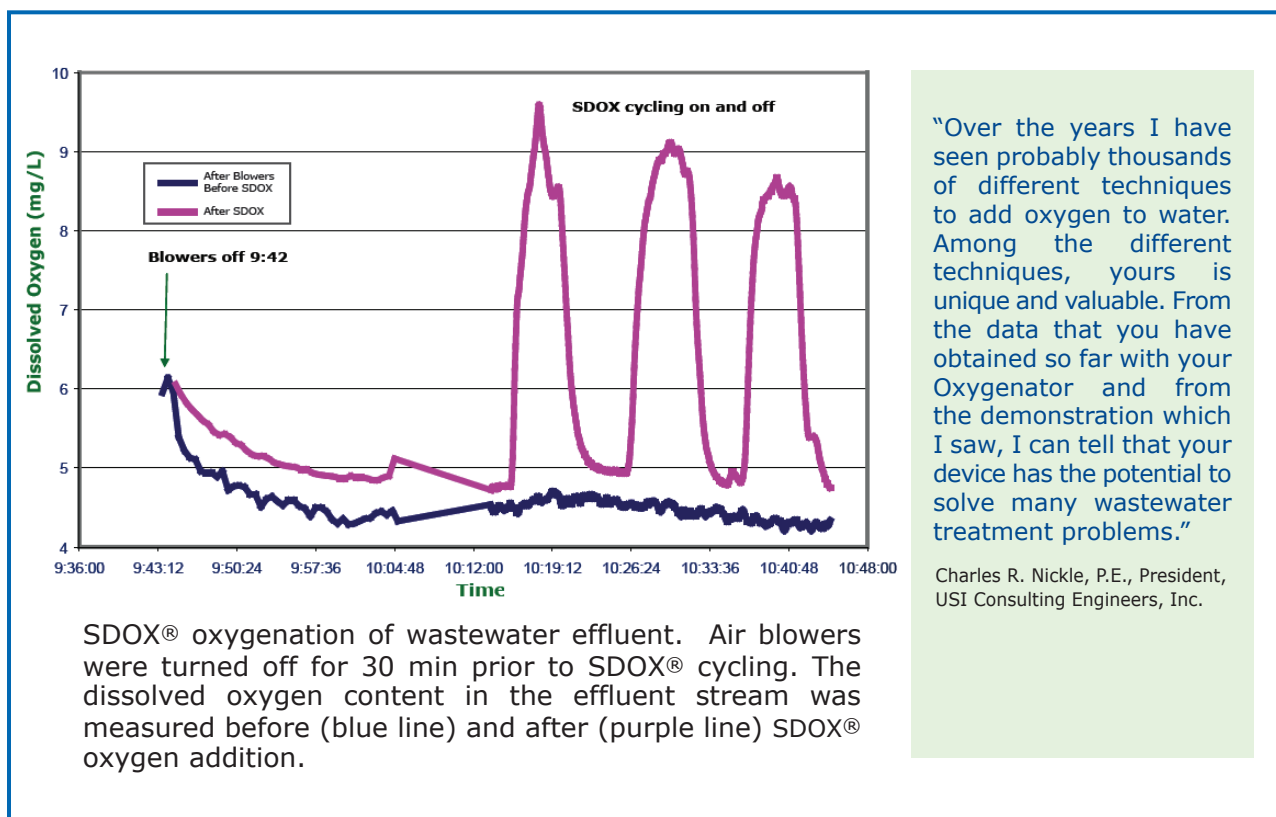 10
9
8
7
6
5
4
Dissolved Oxygen (mg/L)
SDOX cycling on and off
After Blowers
Before SDOX
After SDOX
Blowers off 9:42
9:36:00 9:43:12 9:50:24 9:57:36 10:04:48 10:12:00 10:19:12 10:26:24 10:33:36 10:40:48 10:48:00
Time
SDOX® oxygenation of wastewater effluent. Air blowers
were turned off for 30 min prior to SDOX® cycling. The
dissolved oxygen content in the effluent stream was
measured before (blue line) and after (purple line) SDOX®
oxygen addition.
“Over the years I have
seen probably thousands
of different techniques
to add oxygen to water.
Among the different
techniques, yours is
unique and valuable. From
the data that you have
obtained so far with your
Oxygenator and from
the demonstration which
I saw, I can tell that your
device has the potential to
solve many wastewater
treatment problems.”
Charles R. Nickle, P.E., President,
USI Consulting Engineers, Inc.